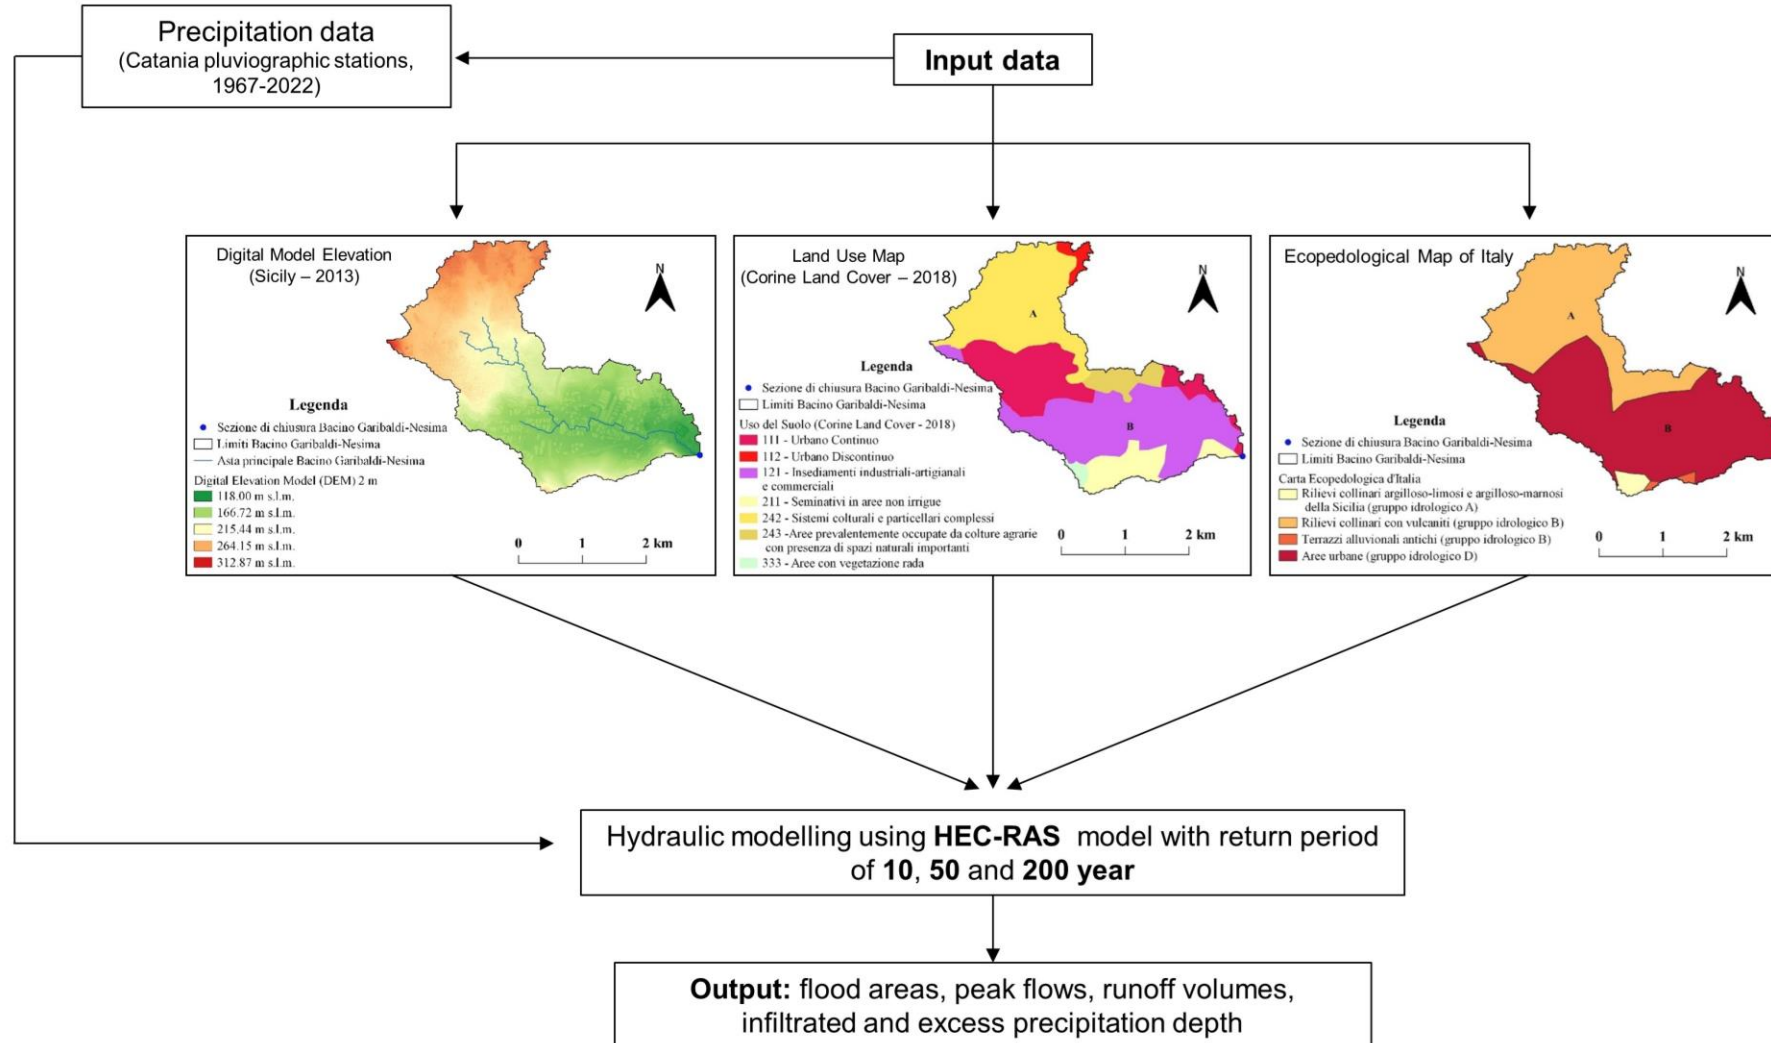 Precipitation data
(Catania pluviographic stations,
1967-2022)
Input data
Digital Model Elevation
(Sicily – 2013)
N
Legenda
Sezione di chiusura Bacino Garibaldi-Nesima
Limiti Bacino Garibaldi-Nesima
Asta principale Bacino Garibaldi-Nesima
Digital Elevation Model (DEM) 2 m
118.00 m s.l.m.
166.72 m s.l.m.
215.44 m s.l.m.
264.15 m s.l.m.
312.87 m s.l.m.
0 1 2 km
Land Use Map
(Corine Land Cover – 2018)
N
A
B
Legenda
Sezione di chiusura Bacino Garibaldi-Nesima
Limiti Bacino Garibaldi-Nesima
Uso del Suolo (Corine Land Cover - 2018)
111 - Urbano Continuo
112 - Urbano Discontinuo
121 - Insediamenti industriali-artigianali
e commerciali
211 - Seminativi in aree non irrigue
242 - Sistemi colturali e particellari complessi
243 -Aree prevalentemente occupate da colture agrarie
con presenza di spazi naturali importanti
333 - Aree con vegetazione rada
0 1 2 km
Ecopedological Map of Italy
N
A
B
Legenda
Sezione di chiusura Bacino Garibaldi-Nesima
Limiti Bacino Garibaldi-Nesima
Carta Ecopedologica d'Italia
Rilievi collinari argilloso-limosi e argilloso-marnosi
della Sicilia (gruppo idrologico A)
Rilievi collinari con vulcaniti (gruppo idrologico B)
Terrazzi alluvionali antichi (gruppo idrologico B)
Aree urbane (gruppo idrologico D)
0 1 2 km
Hydraulic modelling using HEC-RAS model with return period
of 10, 50 and 200 year
Output: flood areas, peak flows, runoff volumes,
infiltrated and excess precipitation depth